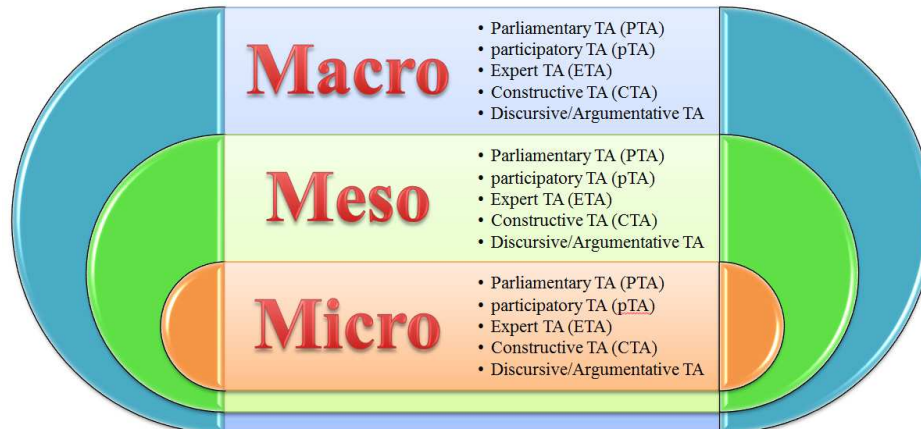 Macro
• Parliamentary TA (PTA)
• participatory TA (pTA)
• Expert TA (ETA)
• Constructive TA (CTA)
• Discursive/Argumentative TA
Meso
• Parliamentary TA (PTA)
• participatory TA (pTA)
• Expert TA (ETA)
• Constructive TA (CTA)
• Discursive/Argumentative TA
Micro
• Parliamentary TA (PTA)
• participatory TA (pTA)
• Expert TA (ETA)
• Constructive TA (CTA)
• Discursive/Argumentative TA